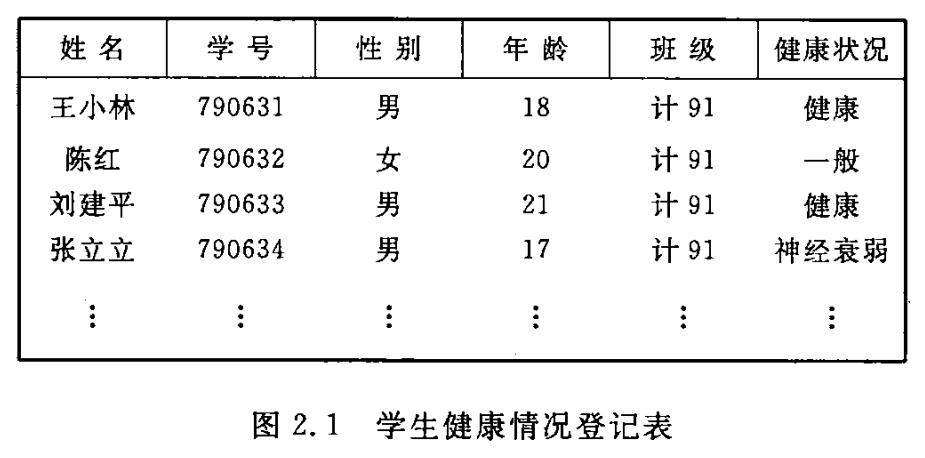 姓名 学号 性别 年龄 班级 健康状况
王小林 790631 男 18 计91 健康
陈红 790632 女 20 计91 一般
刘建平 790633 男 21 计91 健康
张立立 790634 男 17 计91 神经衰弱
⋮ ⋮ ⋮ ⋮ ⋮ ⋮
图 2.1 学生健康情况登记表